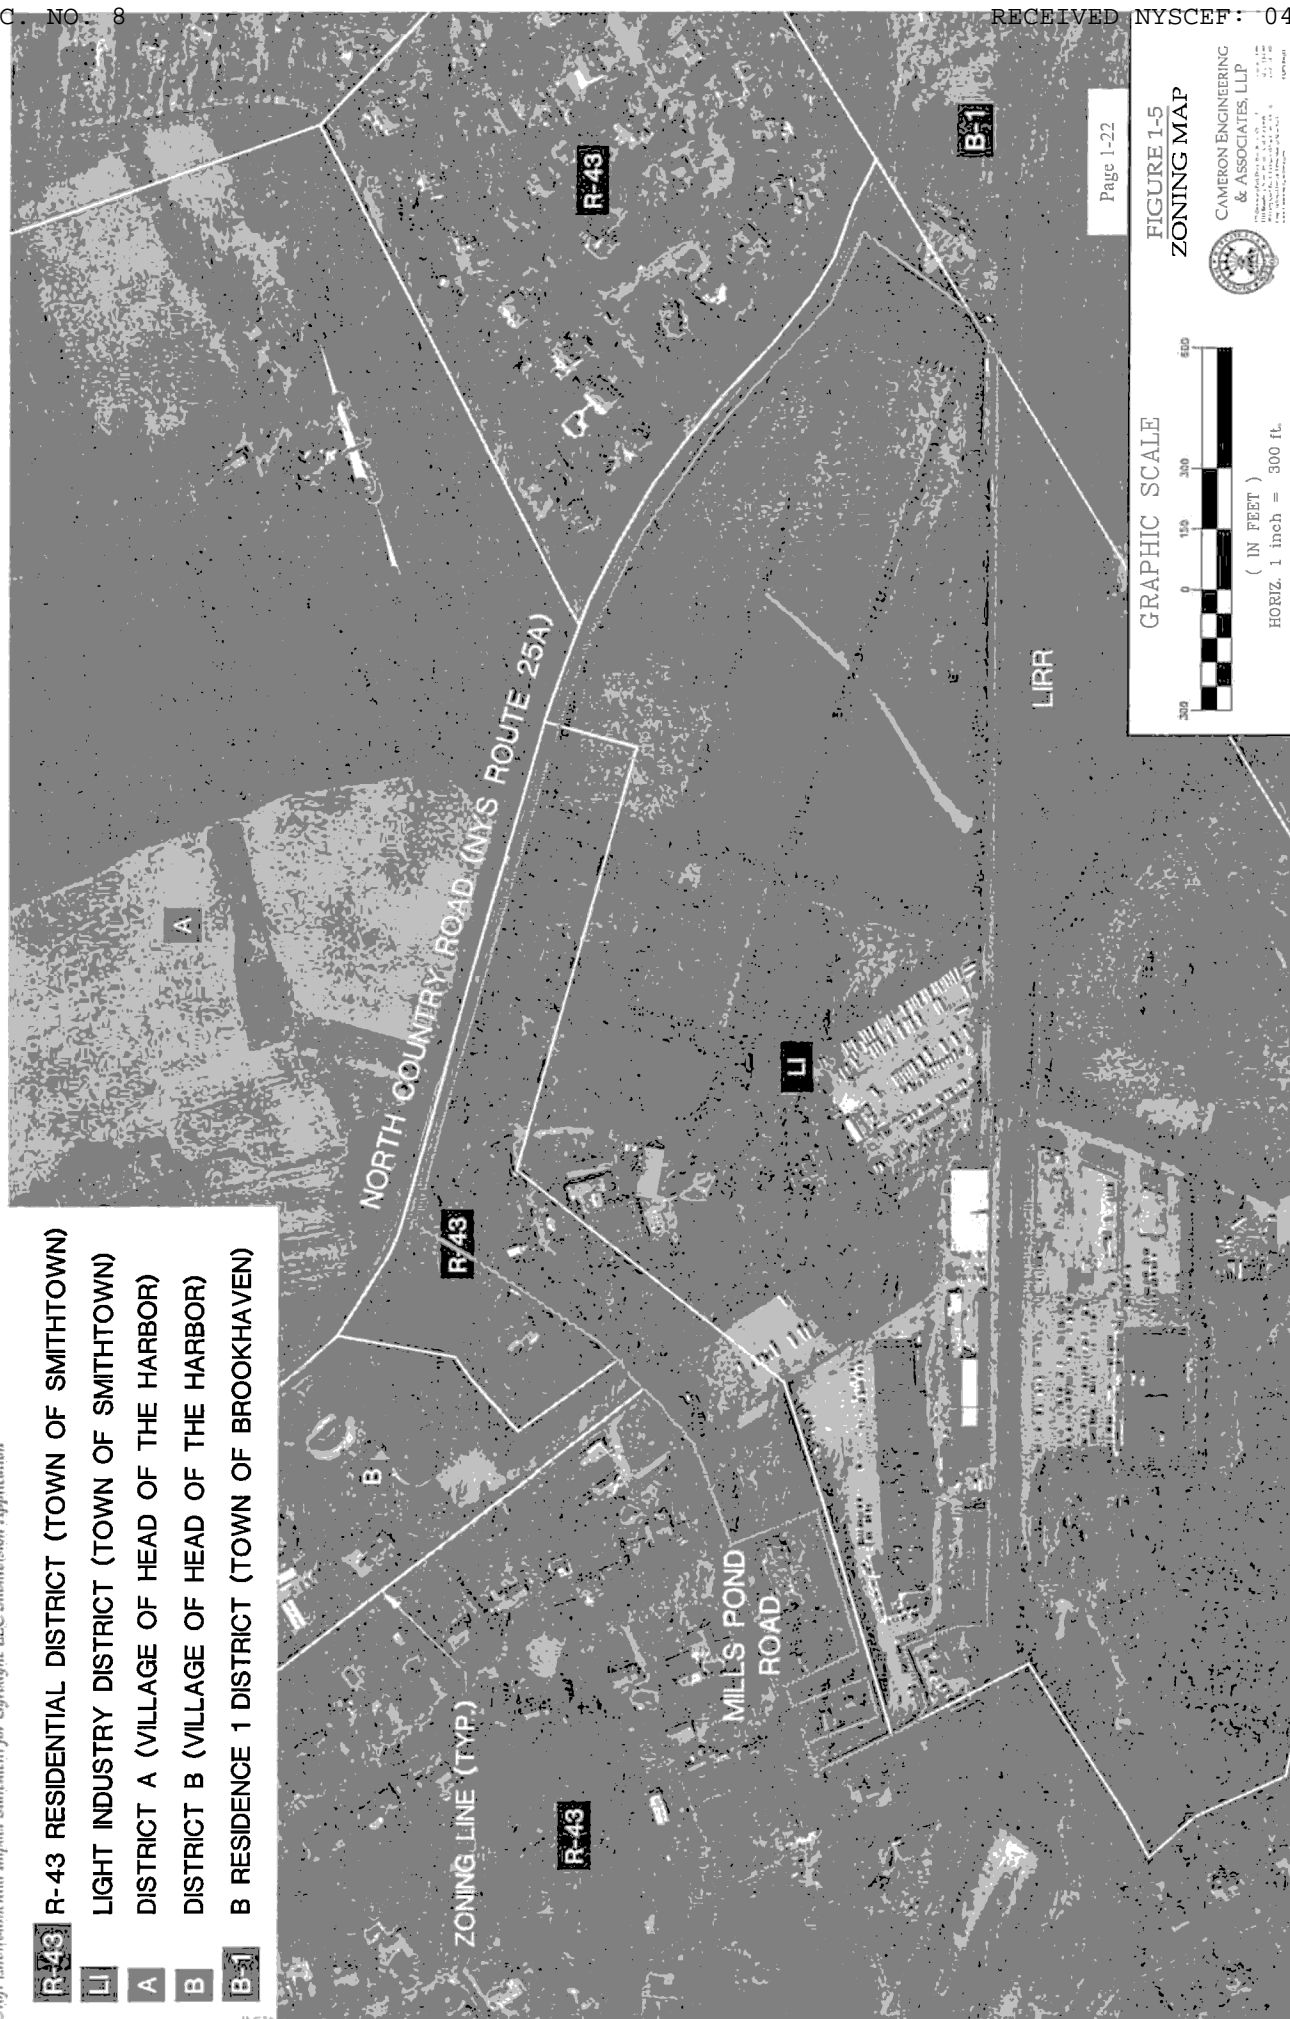 C. NO. 8
RECEIVED NYSCEF: 04
R-43 R-43 RESIDENTIAL DISTRICT (TOWN OF SMITHTOWN)
LI LIGHT INDUSTRY DISTRICT (TOWN OF SMITHTOWN)
A DISTRICT A (VILLAGE OF HEAD OF THE HARBOR)
B DISTRICT B (VILLAGE OF HEAD OF THE HARBOR)
B-1 B RESIDENCE 1 DISTRICT (TOWN OF BROOKHAVEN)
A
R-43
B-1
NORTH COUNTRY ROAD (NYS ROUTE 25A)
R-43
B
LI
LIRR
ZONING LINE (TYP.)
MILLS POND
ROAD
R-43
Page 1-22
FIGURE 1-5
ZONING MAP
CAMERON ENGINEERING
& ASSOCIATES, LLP
GRAPHIC SCALE
300 0 150 300 600
( IN FEET )
HORIZ. 1 inch = 300 ft.